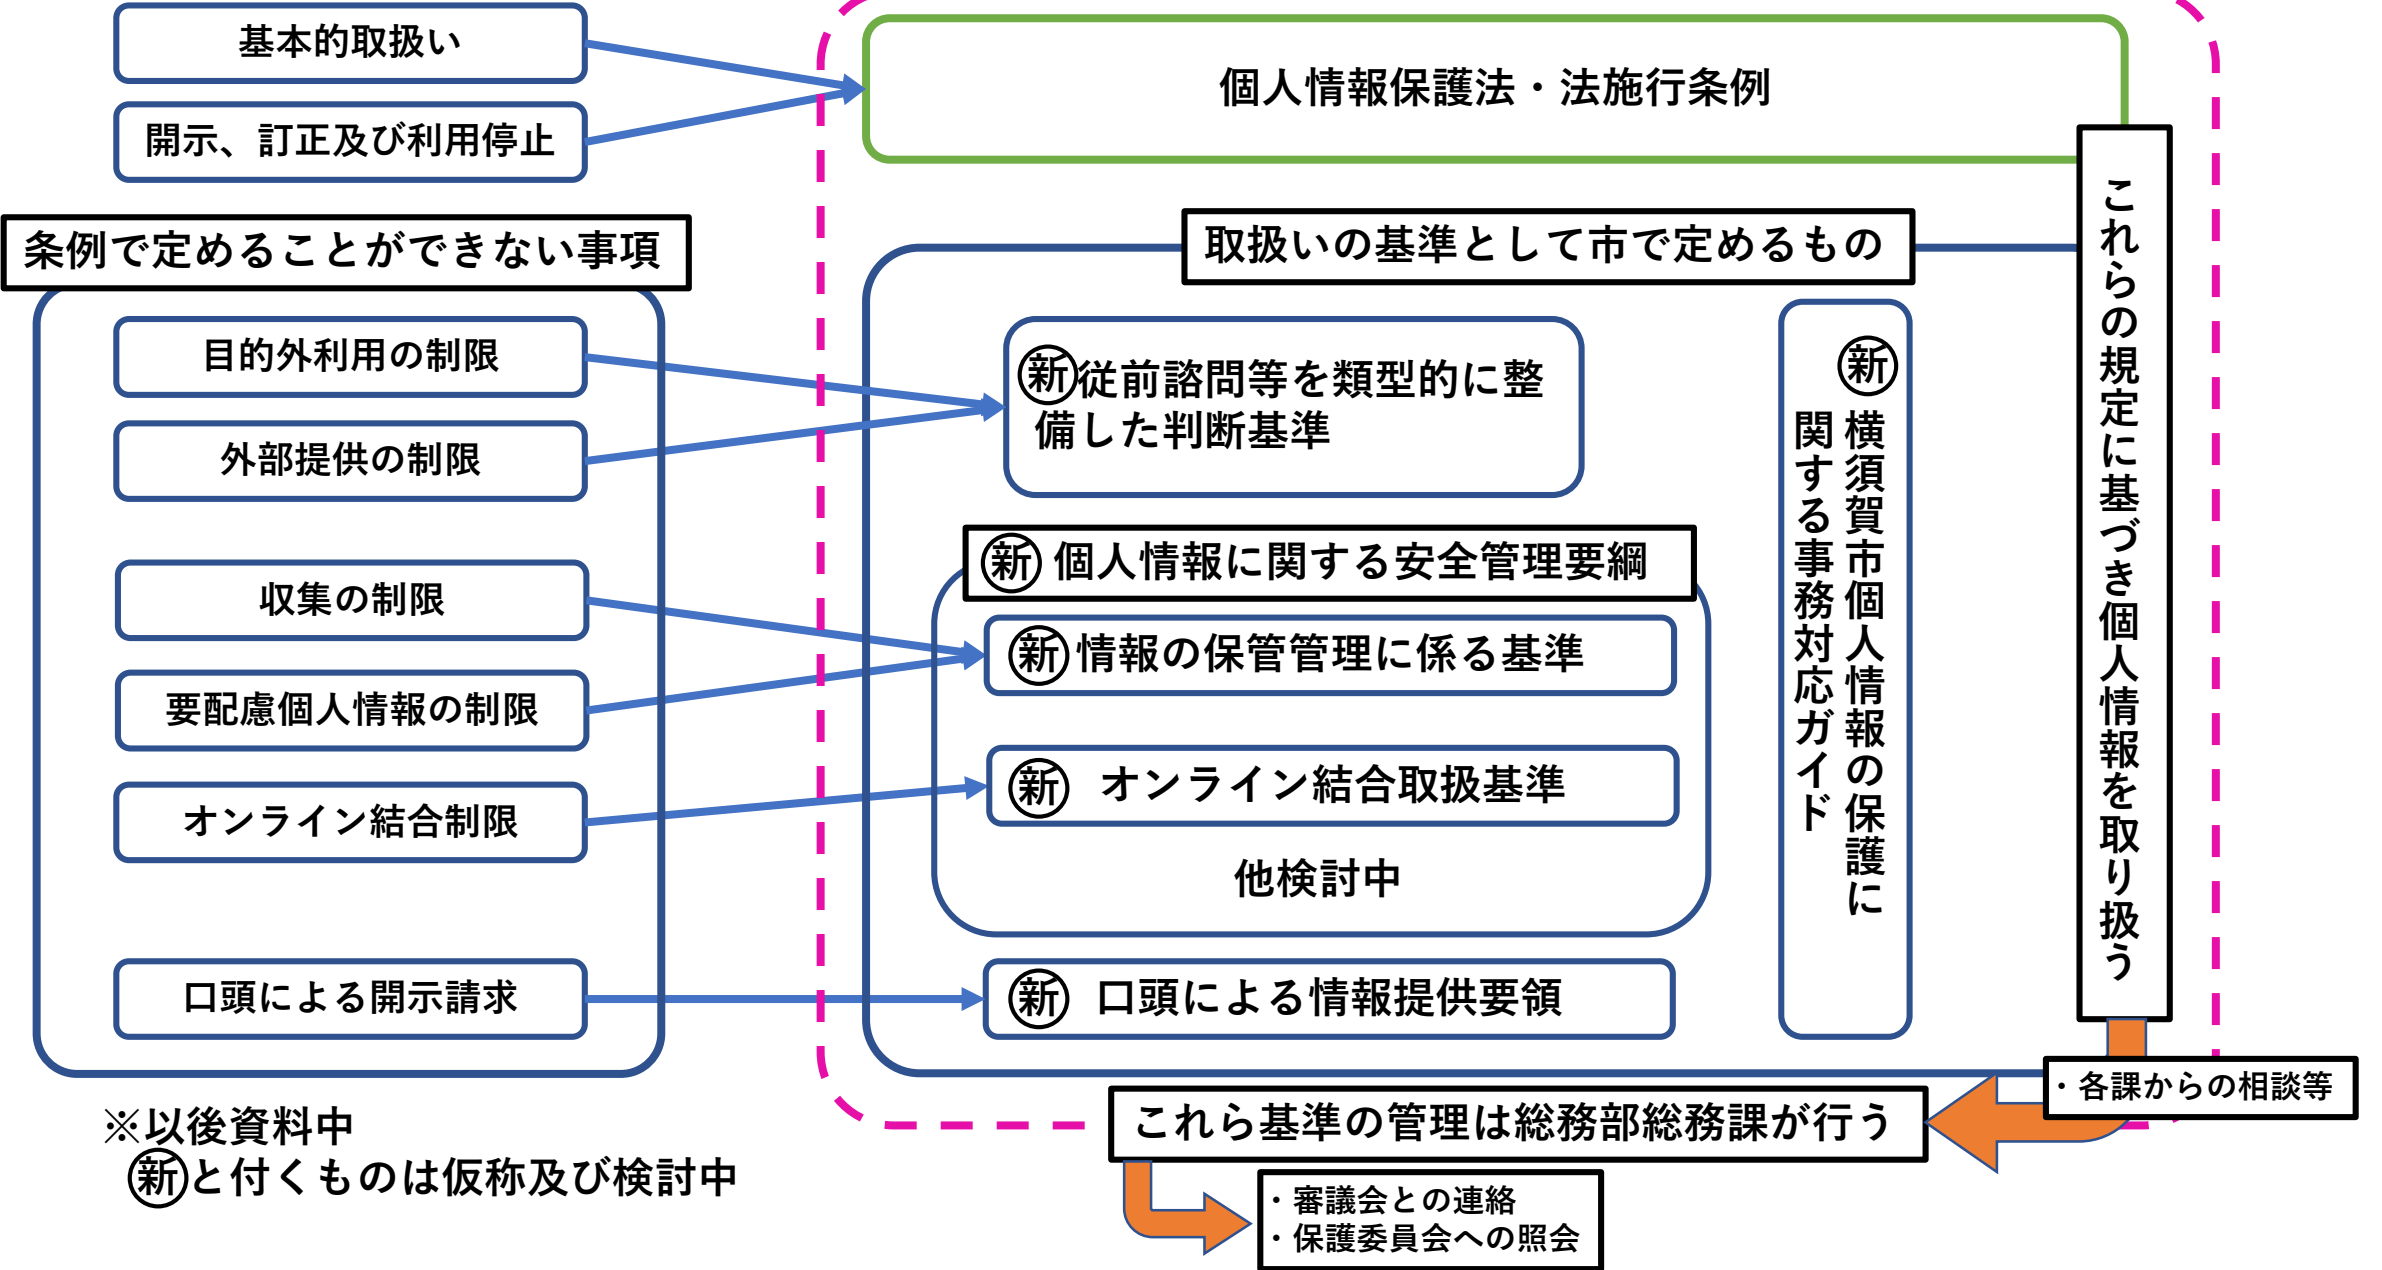 基本的取扱い
開示、訂正及び利用停止
条例で定めることができない事項
目的外利用の制限
外部提供の制限
収集の制限
要配慮個人情報の制限
オンライン結合制限
口頭による開示請求
※以後資料中
新と付くものは仮称及び検討中
個人情報保護法・法施行条例
取扱いの基準として市で定めるもの
新従前諮問等を類型的に整
備した判断基準
新 個人情報に関する安全管理要綱
新 情報の保管管理に係る基準
新 オンライン結合取扱基準
他検討中
新 口頭による情報提供要領
新 横須賀市個人情報の保護に
関する事務対応ガイド
これらの規定に基づき個人情報を取り扱う
・各課からの相談等
これら基準の管理は総務部総務課が行う
・審議会との連絡
・保護委員会への照会